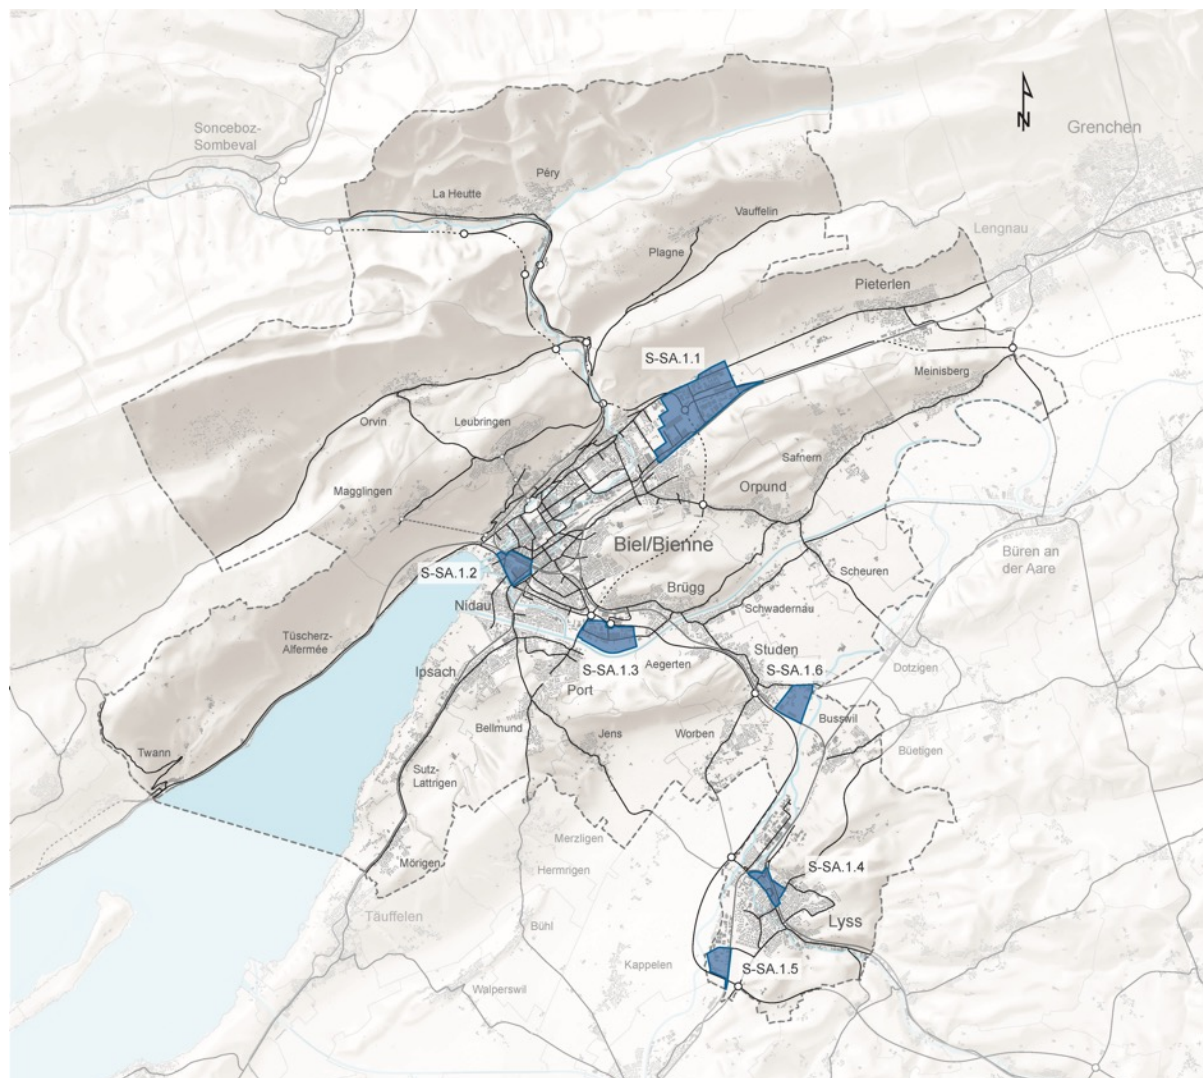 Sonceboz-
Sombeval
N
Grenchen
La Heutte
Péry
Vauffelin
Lengnau
Plagne
Pieterlen
S-SA.1.1
Meinisberg
Orvin
Leubringen
Safnern
Magglingen
Orpund
Biel/Bienne
Büren an
der Aare
S-SA.1.2
Scheuren
Brügg
Nidau
Schwadernau
Tüscherz-
Alfermée
Studen
Ipsach
Aegerten
S-SA.1.3
S-SA.1.6
Dotzigen
Port
Busswil
Bellmund
Jens
Worben
Büetigen
Twann
Sutz-
Lattrigen
Merzligen
Mörigen
Hermrigen
S-SA.1.4
Täuffelen
Bühl
Lyss
Kappelen
S-SA.1.5
Walperswil